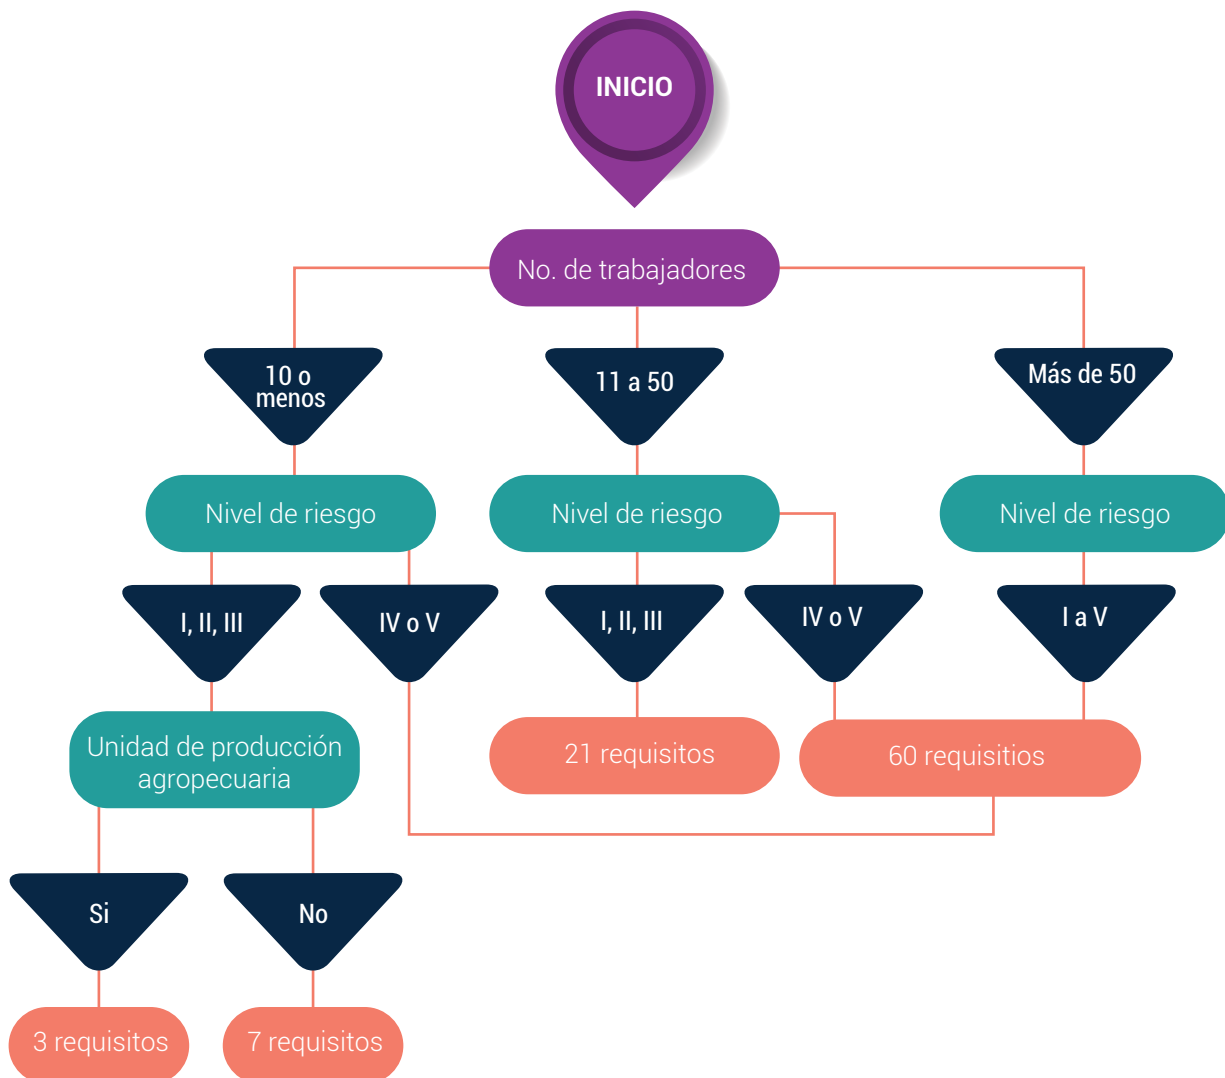 INICIO
No. de trabajadores
10 o
menos
11 a 50
Más de 50
Nivel de riesgo
Nivel de riesgo
Nivel de riesgo
I, II, III
IV o V
I, II, III
IV o V
I a V
Unidad de producción
agropecuaria
21 requisitos
60 requisitios
Si
No
3 requisitos
7 requisitos